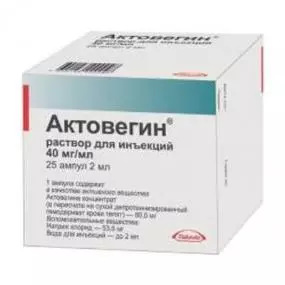 Актовегин®
раствор для инъекций
40 мг/мл
25 ампул 2 мл
1 ампула содержит
в качестве активного вещества:
Актовегина концентрат
(в пересчете на сухой депротеинизированный
гемодериват крови телят) — 80,0 мг
Вспомогательные вещества:
Натрия хлорид — 53,6 мг
Вода для инъекций — до 2 мл
Takeda